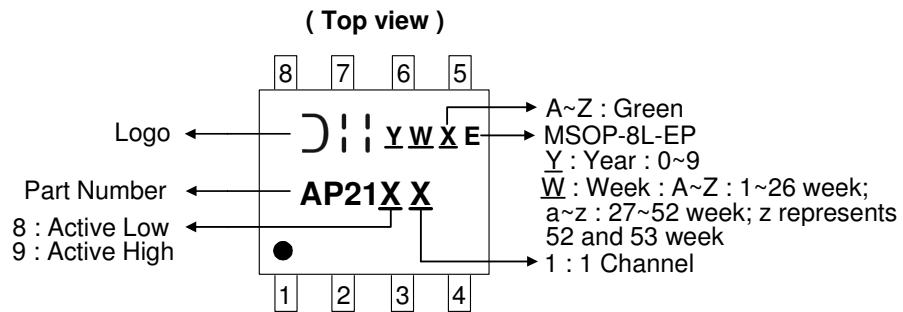 ( Top view )
8 7 6 5
Logo
Y W X E
A~Z : Green
MSOP-8L-EP
Y : Year : 0~9
W : Week : A~Z : 1~26 week;
a~z : 27~52 week; z represents
52 and 53 week
Part Number
AP21X X
8 : Active Low
9 : Active High
1 : 1 Channel
1 2 3 4